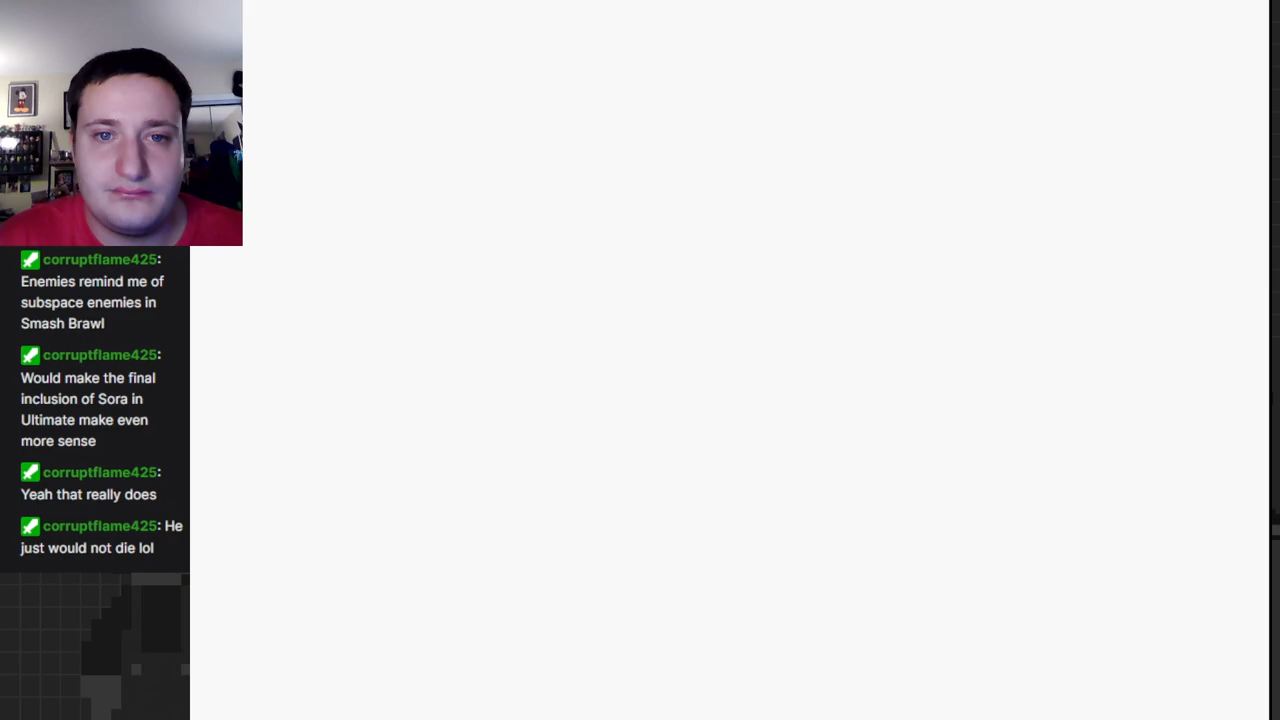 corruptflame425:
Enemies remind me of
subspace enemies in
Smash Brawl
corruptflame425:
Would make the final
inclusion of Sora in
Ultimate make even
more sense
corruptflame425:
Yeah that really does
corruptflame425: He
just would not die lol